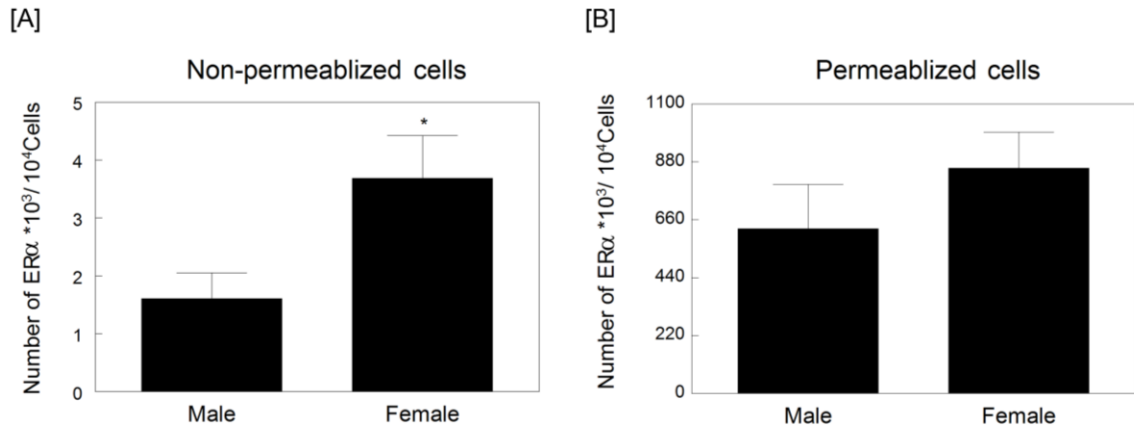 [A]
Non-permeablized cells
Number of ERα *10³/ 10⁴Cells
5
4
3
2
1
0
*
Male Female
[B]
Permeablized cells
Number of ERα *10³/ 10⁴Cells
1100
880
660
440
220
0
Male Female